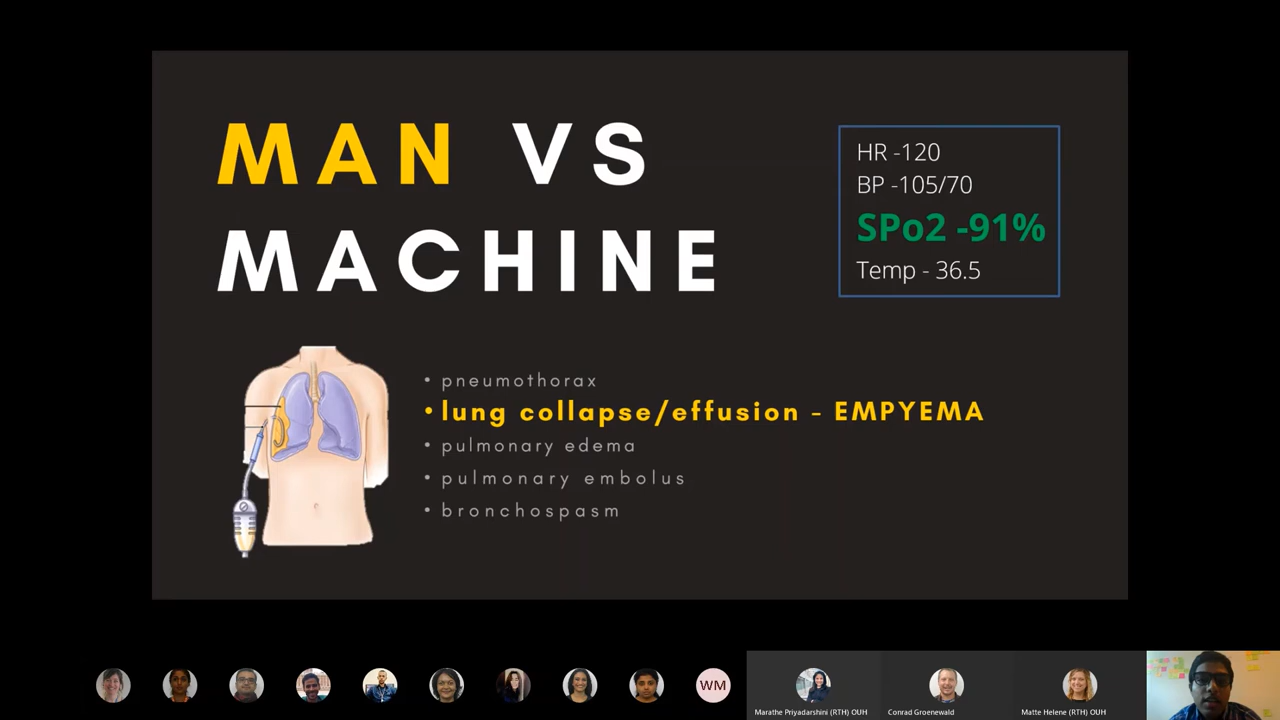 MAN VS
MACHINE
HR -120
BP -105/70
SPo2 -91%
Temp - 36.5
• pneumothorax
• lung collapse/effusion - EMPYEMA
• pulmonary edema
• pulmonary embolus
• bronchospasm
WM
Marathe Priyadarshini (RTH) OUH
Conrad Groenewald
Matte Helene (RTH) OUH